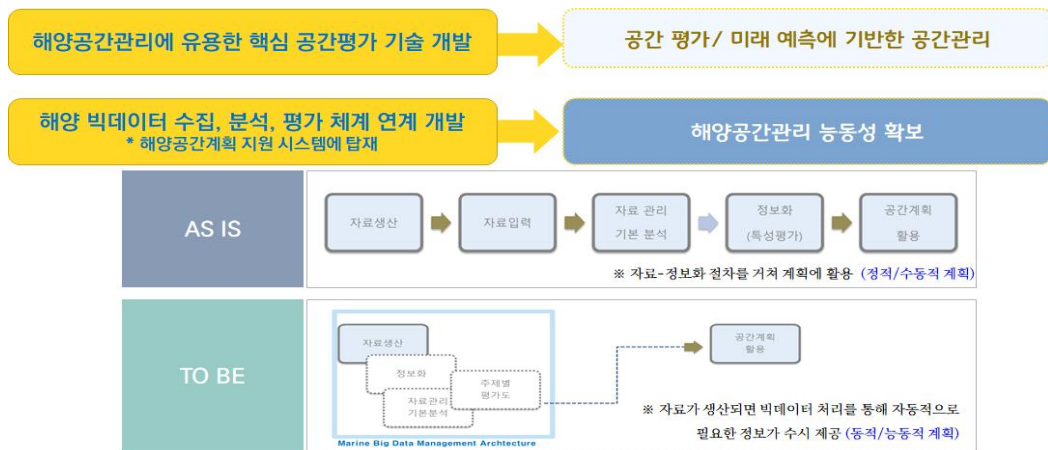 해양공간관리에 유용한 핵심 공간평가 기술 개발
공간 평가/ 미래 예측에 기반한 공간관리
해양 빅데이터 수집, 분석, 평가 체계 연계 개발
* 해양공간계획 지원 시스템에 탑재
해양공간관리 능동성 확보
AS IS
자료생산
자료입력
자료 관리
기본 분석
정보화
(특성평가)
공간계획
활용
※ 자료-정보화 절차를 거쳐 계획에 활용 (정적/수동적 계획)
TO BE
자료생산
정보화
자료관리
기본분석
주제별
평가도
공간계획
활용
※ 자료가 생산되면 빅데이터 처리를 통해 자동적으로
필요한 정보가 수시 제공 (동적/능동적 계획)
Marine Big Data Management Archtecture